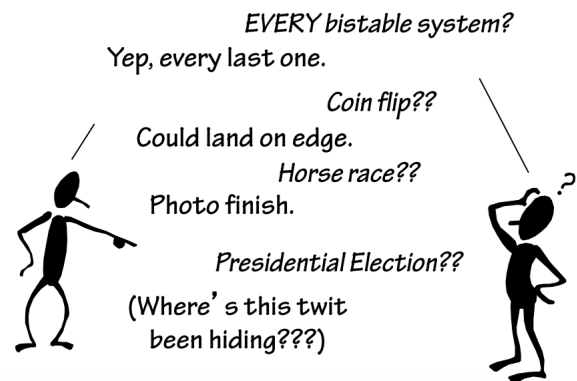 EVERY bistable system?
Yep, every last one.
Coin flip??
Could land on edge.
Horse race??
Photo finish.
Presidential Election??
(Where's this twit
been hiding???)
?